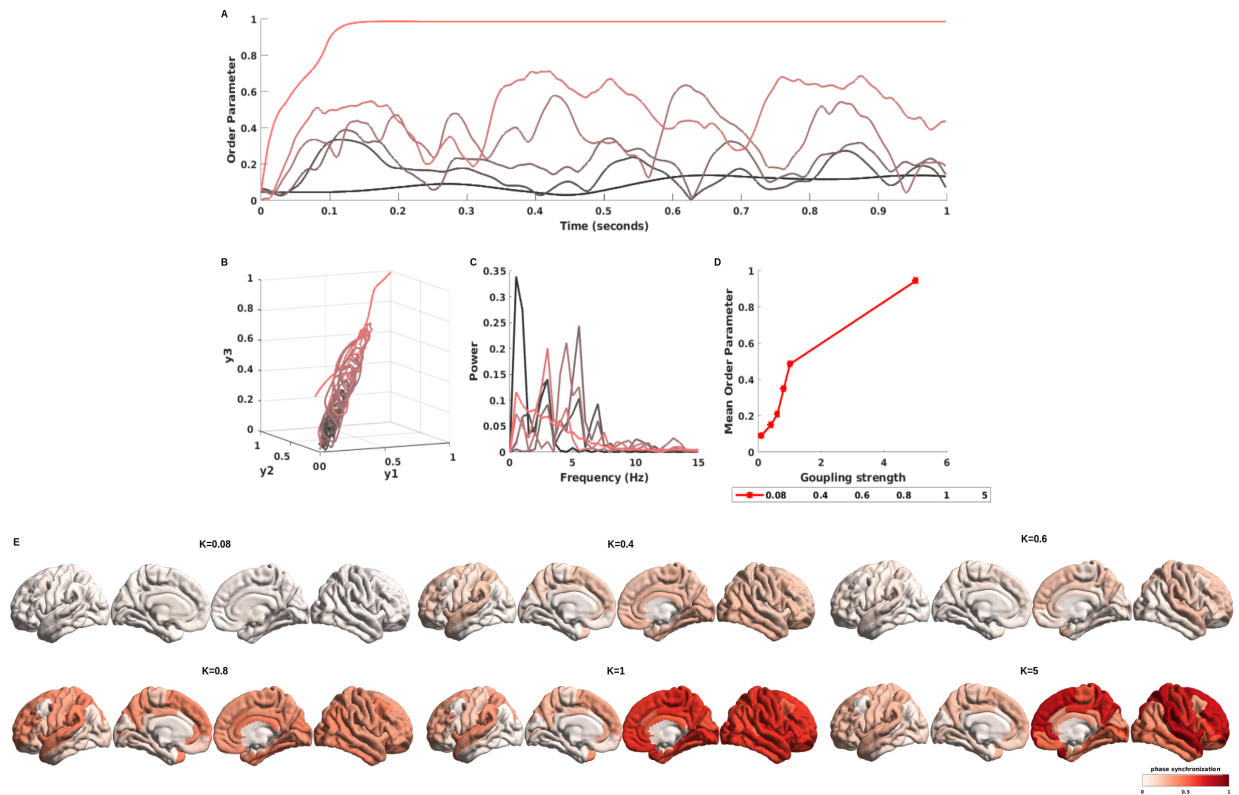 A
Order Parameter
1
0.8
0.6
0.4
0.2
0
0 0.1 0.2 0.3 0.4 0.5 0.6 0.7 0.8 0.9 1
Time (seconds)
B
y3
1
0.8
0.6
0.4
0.2
0
1
0.5
0 0
0.5
1
y2
y1
C
Power
0.35
0.3
0.25
0.2
0.15
0.1
0.05
0
0 5 10 15
Frequency (Hz)
D
Mean Order Parameter
1
0.8
0.6
0.4
0.2
0
0 2 4 6
Goupling strength
0.08 0.4 0.6 0.8 1 5
E
K=0.08
K=0.4
K=0.6
K=0.8
K=1
K=5
phase synchronization
0 0.5 1